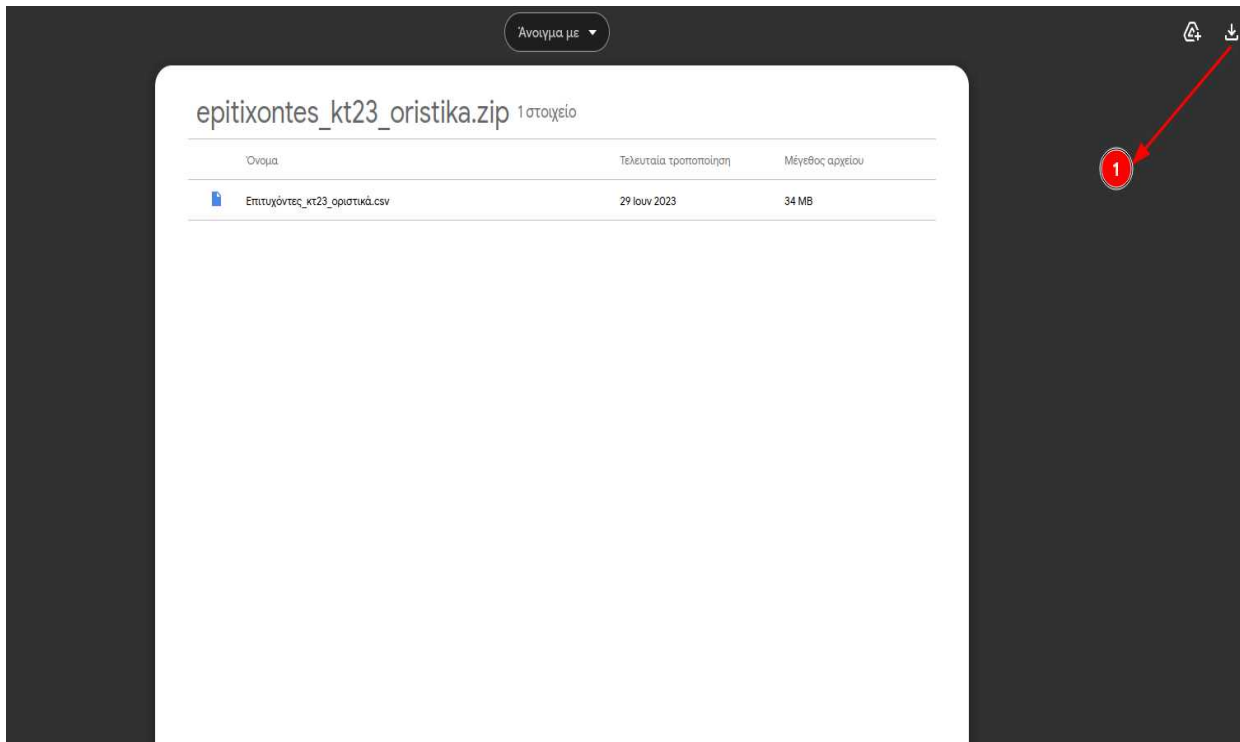 Άνοιγμα με
epitixontes_kt23_oristika.zip 1 στοιχείο
Όνομα Τελευταία τροποποίηση Μέγεθος αρχείου
Επιτυχόντες_κτ23_οριστικά.csv 29 Ιουν 2023 34 MB
1